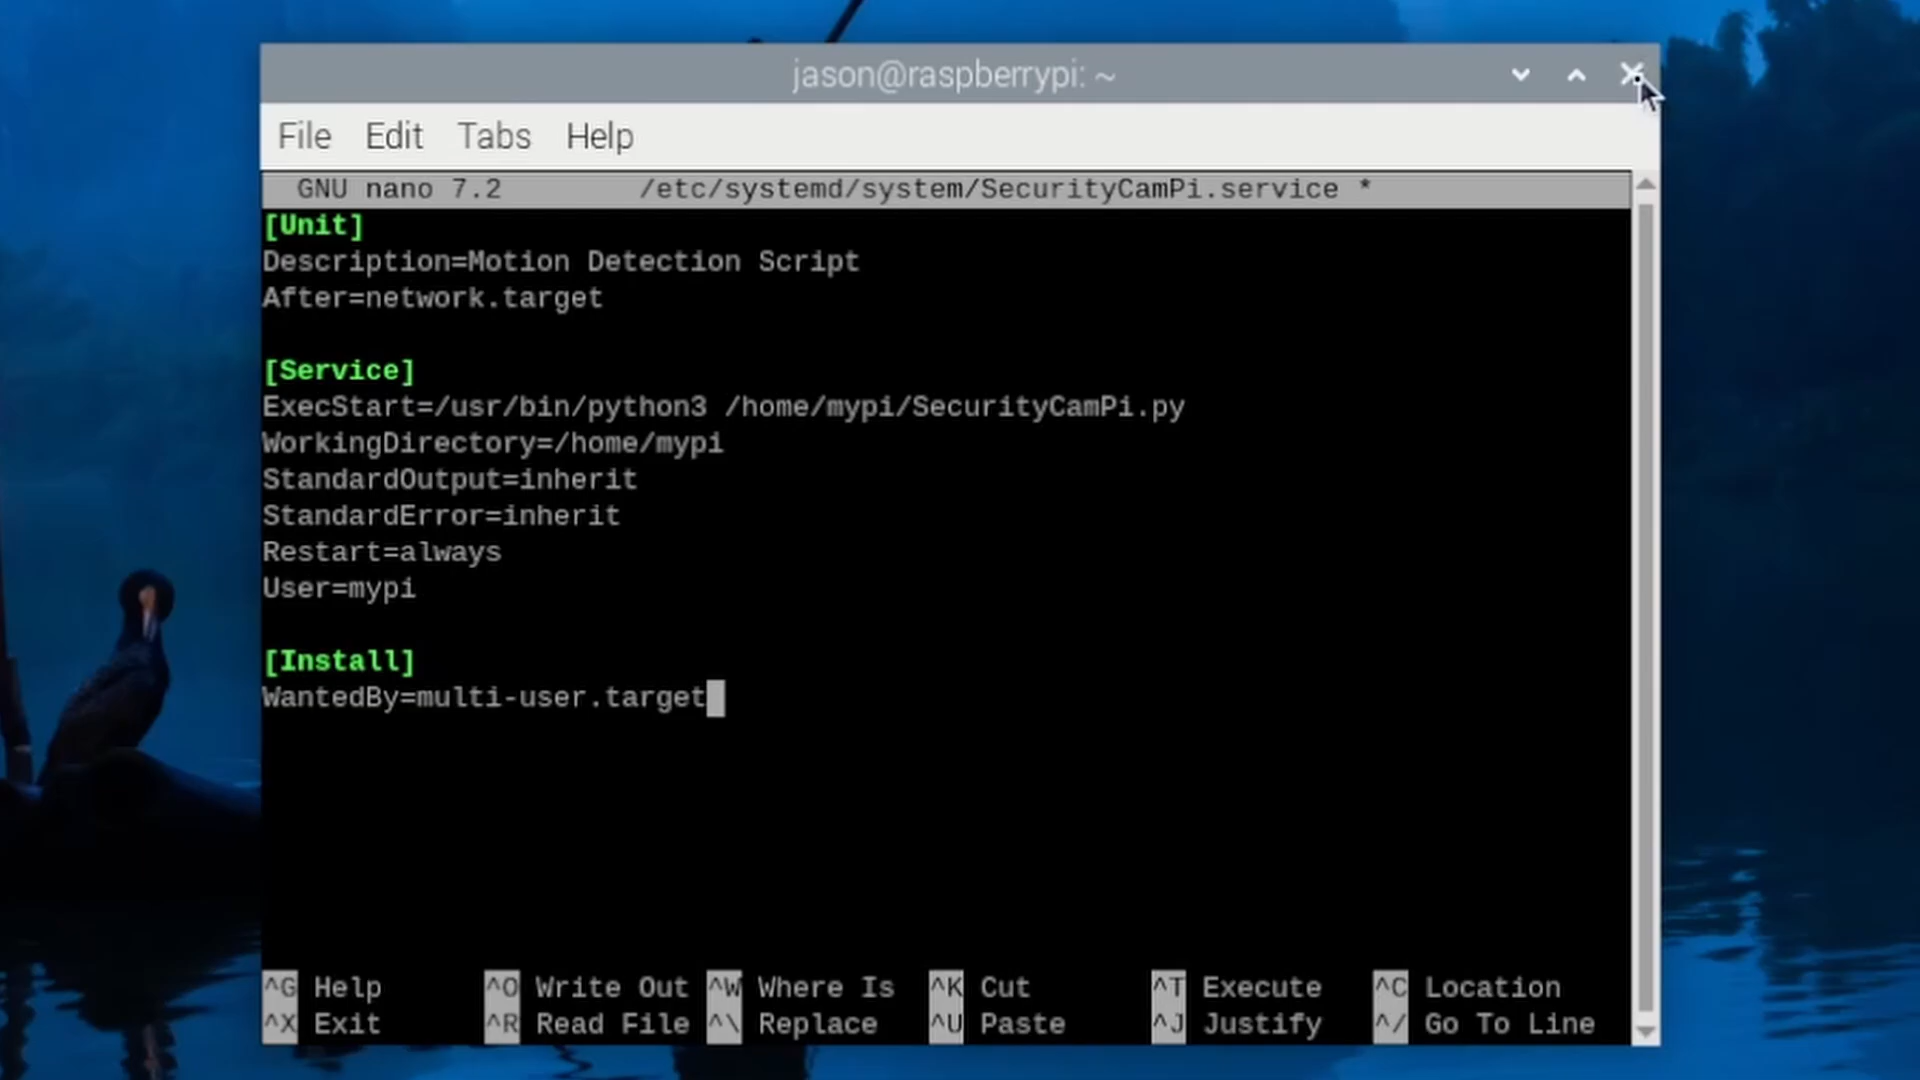 jason@raspberrypi: ~
File Edit Tabs Help
GNU nano 7.2 /etc/systemd/system/SecurityCamPi.service *
[Unit]
Description=Motion Detection Script
After=network.target
[Service]
ExecStart=/usr/bin/python3 /home/mypi/SecurityCamPi.py
WorkingDirectory=/home/mypi
StandardOutput=inherit
StandardError=inherit
Restart=always
User=mypi
[Install]
WantedBy=multi-user.target
^G Help ^O Write Out ^W Where Is ^K Cut ^T Execute ^C Location
^X Exit ^R Read File ^\ Replace ^U Paste ^J Justify ^/ Go To Line